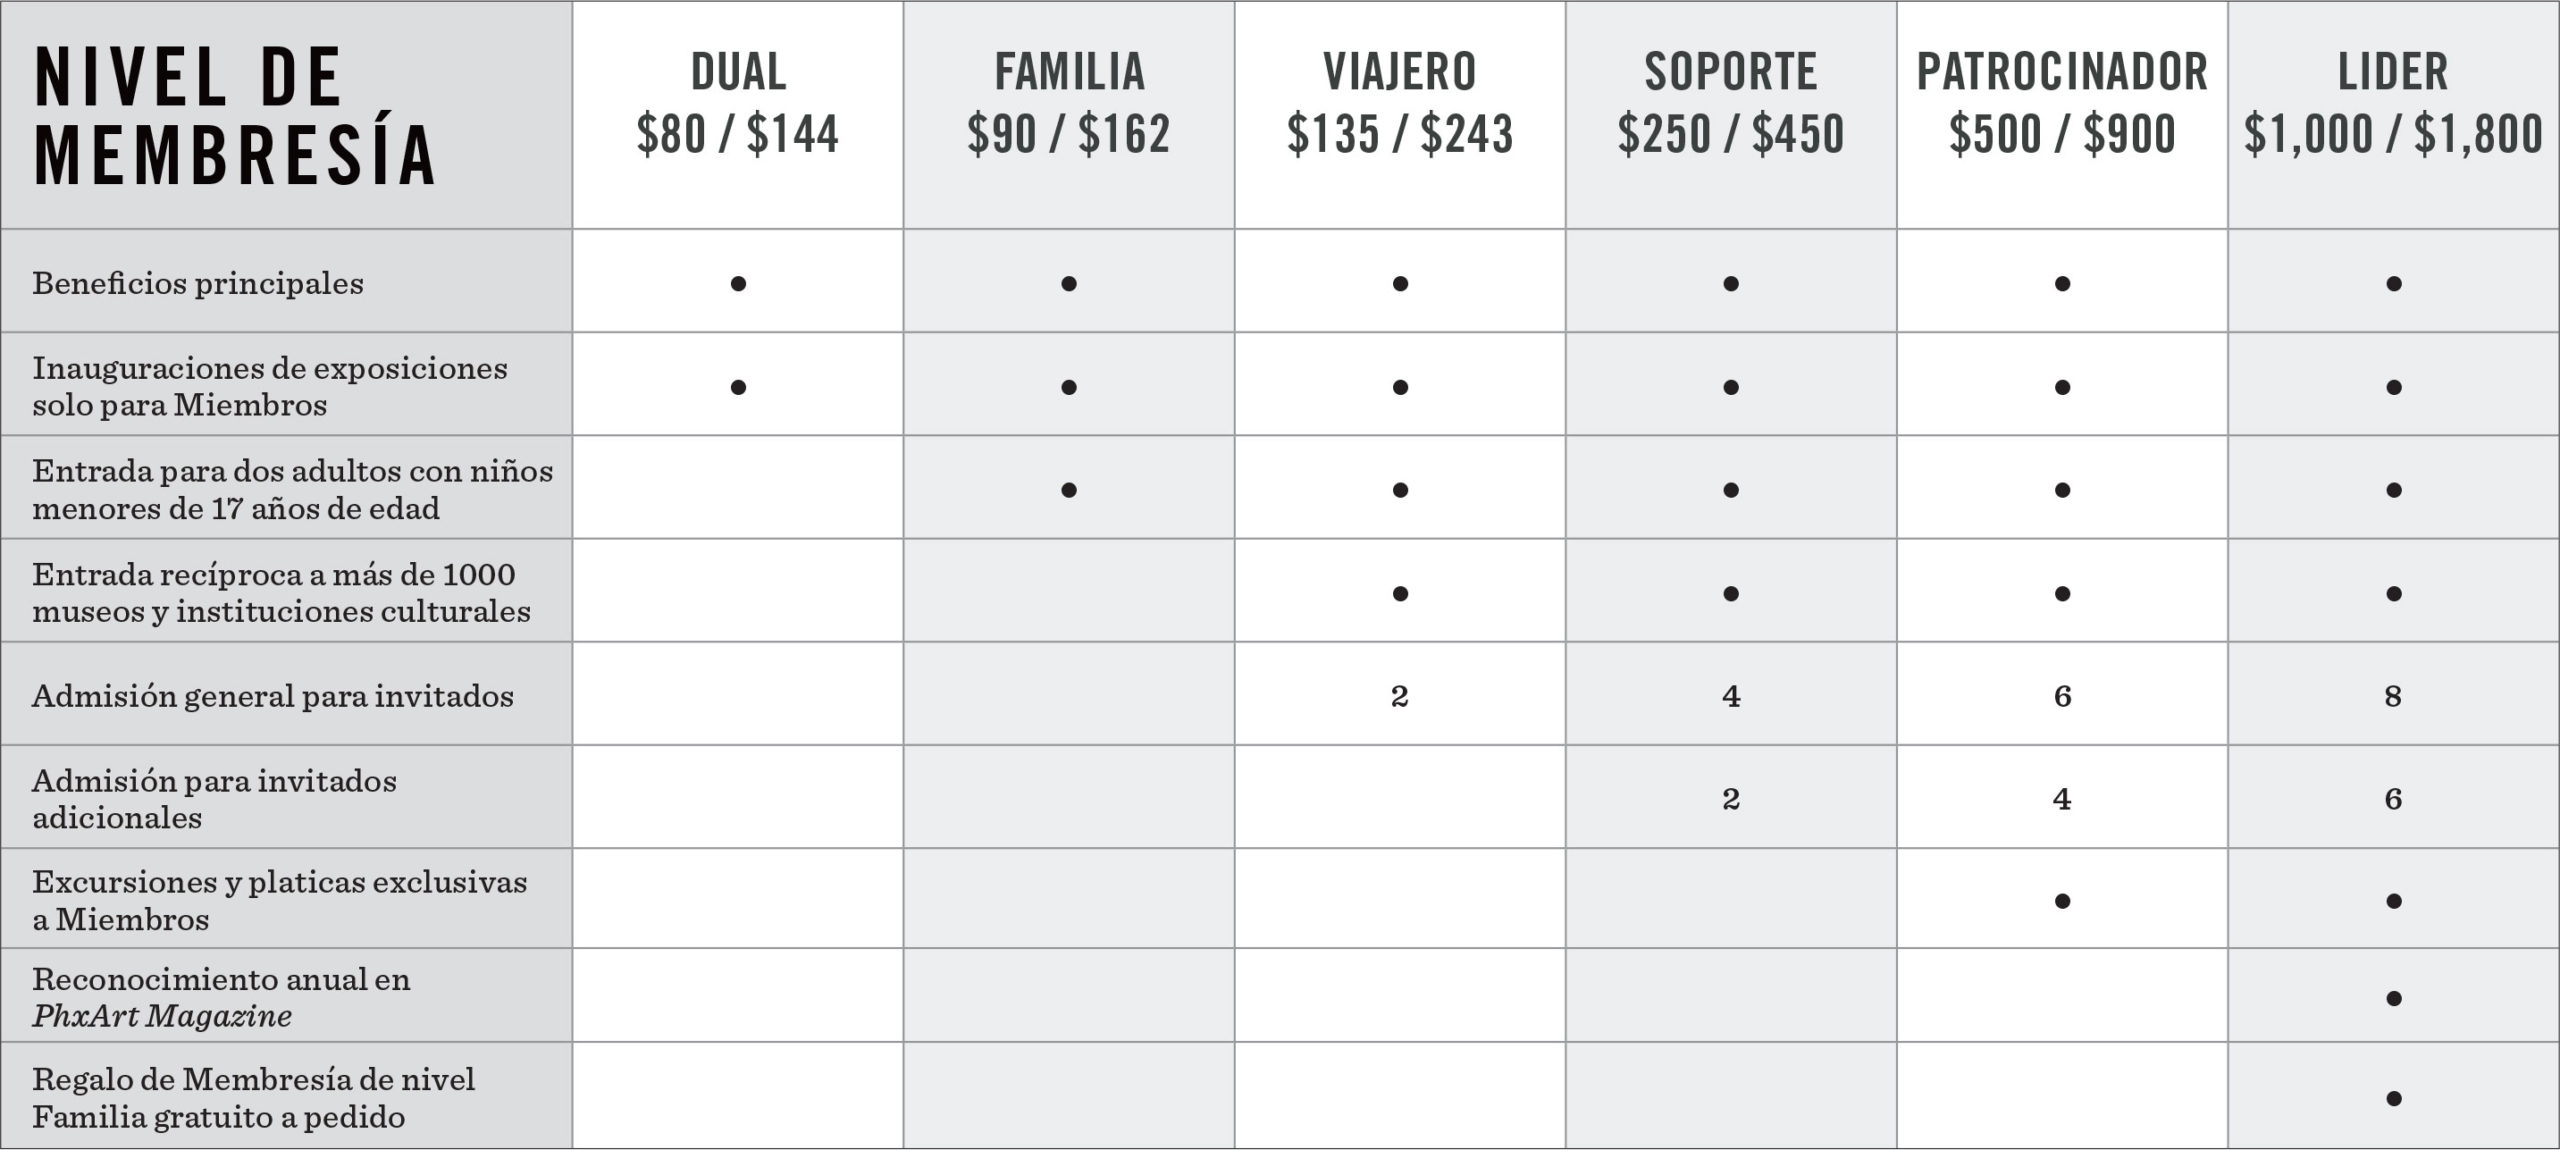 NIVEL DE
MEMBRESÍA
DUAL
$80 / $144
FAMILIA
$90 / $162
VIAJERO
$135 / $243
SOPORTE
$250 / $450
PATROCINADOR
$500 / $900
LIDER
$1,000 / $1,800
Beneficios principales
• • • • • •
Inauguraciones de exposiciones
solo para Miembros
• • • • • •
Entrada para dos adultos con niños
menores de 17 años de edad
• • • • •
Entrada recíproca a más de 1000
museos y instituciones culturales
• • • •
Admisión general para invitados
2 4 6 8
Admisión para invitados
adicionales
2 4 6
Excursiones y platicas exclusivas
a Miembros
• •
Reconocimiento anual en
PhxArt Magazine
•
Regalo de Membresía de nivel
Familia gratuito a pedido
•